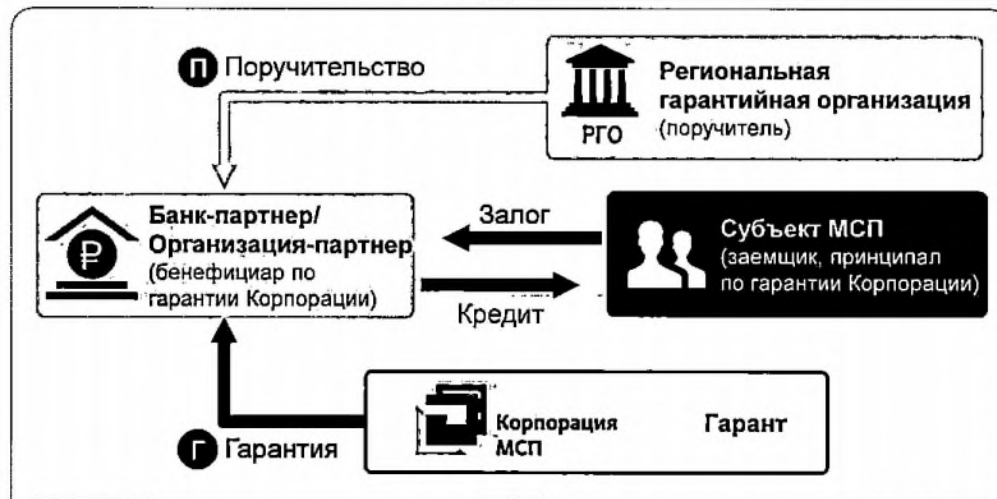 П Поручительство
Региональная
гарантийная организация
(поручитель)
РГО
Банк-партнер/
Организация-партнер
(бенефициар по
гарантии Корпорации)
Залог
Кредит
Субъект МСП
(заемщик, принципал
по гарантии Корпорации)
Г Гарантия
Корпорация
МСП
Гарант